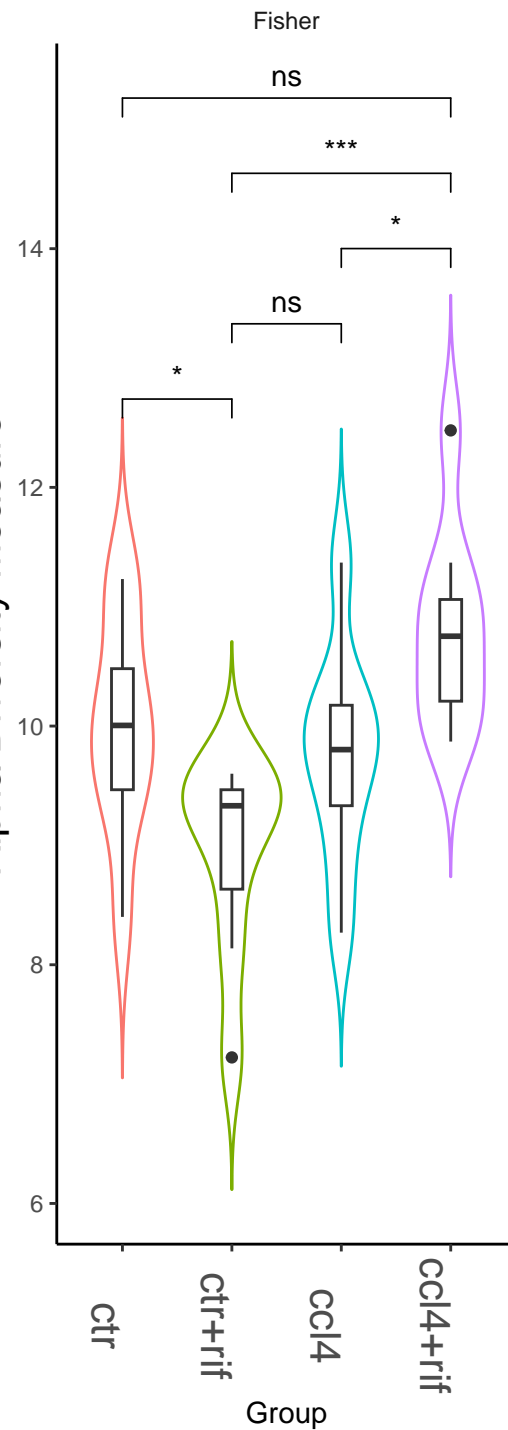 Fisher
ns
***
*
ns
*
14
12
10
8
6
ctr
ctr+rif
ccl4
ccl4+rif
Group